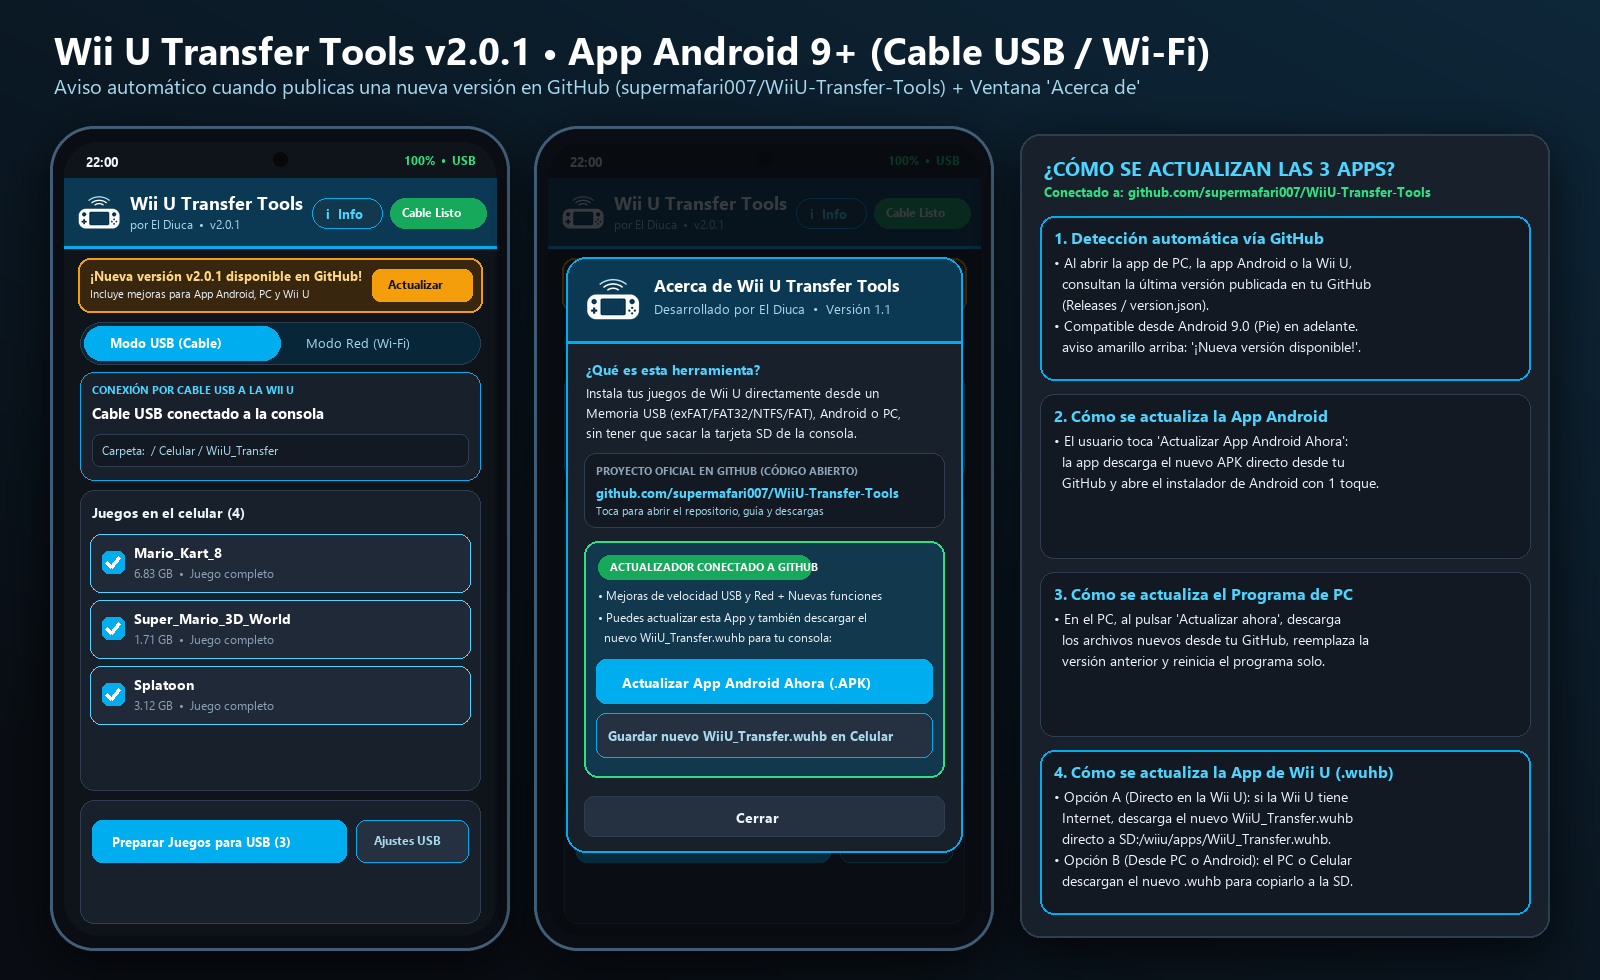 Wii U Transfer Tools v2.0.1 • App Android 9+ (Cable USB / Wi-Fi)
Aviso automático cuando publicas una nueva versión en GitHub (supermafari007/WiiU-Transfer-Tools) + Ventana 'Acerca de'
22:00
100% • USB
Wii U Transfer Tools
por El Diuca • v2.0.1
i Info
Cable Listo
¡Nueva versión v2.0.1 disponible en GitHub!
Incluye mejoras para App Android, PC y Wii U
Actualizar
Modo USB (Cable)
Modo Red (Wi-Fi)
CONEXIÓN POR CABLE USB A LA WII U
Cable USB conectado a la consola
Carpeta: / Celular / WiiU_Transfer
Juegos en el celular (4)
Mario_Kart_8
6.83 GB • Juego completo
Super_Mario_3D_World
1.71 GB • Juego completo
Splatoon
3.12 GB • Juego completo
Preparar Juegos para USB (3)
Ajustes USB
22:00
100% • USB
Wii U Transfer Tools
por El Diuca • v2.0.1
i Info
Cable Listo
Acerca de Wii U Transfer Tools
Desarrollado por El Diuca • Versión 1.1
¿Qué es esta herramienta?
Instala tus juegos de Wii U directamente desde un
Memoria USB (exFAT/FAT32/NTFS/FAT), Android o PC,
sin tener que sacar la tarjeta SD de la consola.
PROYECTO OFICIAL EN GITHUB (CÓDIGO ABIERTO)
github.com/supermafari007/WiiU-Transfer-Tools
Toca para abrir el repositorio, guía y descargas
ACTUALIZADOR CONECTADO A GITHUB
• Mejoras de velocidad USB y Red + Nuevas funciones
• Puedes actualizar esta App y también descargar el
nuevo WiiU_Transfer.wuhb para tu consola:
Actualizar App Android Ahora (.APK)
Guardar nuevo WiiU_Transfer.wuhb en Celular
Cerrar
¿CÓMO SE ACTUALIZAN LAS 3 APPS?
Conectado a: github.com/supermafari007/WiiU-Transfer-Tools
1. Detección automática vía GitHub
• Al abrir la app de PC, la app Android o la Wii U,
consultan la última versión publicada en tu GitHub
(Releases / version.json).
• Compatible desde Android 9.0 (Pie) en adelante.
aviso amarillo arriba: '¡Nueva versión disponible!'.
2. Cómo se actualiza la App Android
• El usuario toca 'Actualizar App Android Ahora':
la app descarga el nuevo APK directo desde tu
GitHub y abre el instalador de Android con 1 toque.
3. Cómo se actualiza el Programa de PC
• En el PC, al pulsar 'Actualizar ahora', descarga
los archivos nuevos desde tu GitHub, reemplaza la
versión anterior y reinicia el programa solo.
4. Cómo se actualiza la App de Wii U (.wuhb)
• Opción A (Directo en la Wii U): si la Wii U tiene
Internet, descarga el nuevo WiiU_Transfer.wuhb
directo a SD:/wiiu/apps/WiiU_Transfer.wuhb.
• Opción B (Desde PC o Android): el PC o Celular
descargan el nuevo .wuhb para copiarlo a la SD.